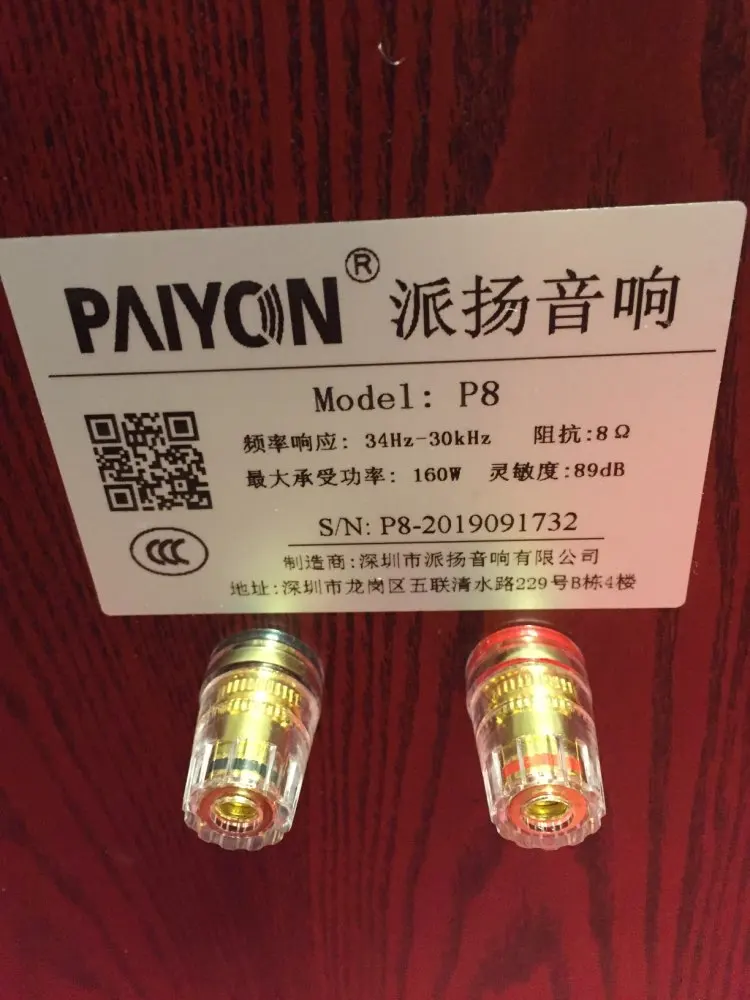 PAIYON® 派扬音响
Model: P8
频率响应: 34Hz-30kHz 阻抗:8Ω
最大承受功率: 160W 灵敏度:89dB
S/N: P8-2019091732
CCC
制造商:深圳市派扬音响有限公司
地址:深圳市龙岗区五联清水路229号B栋4楼